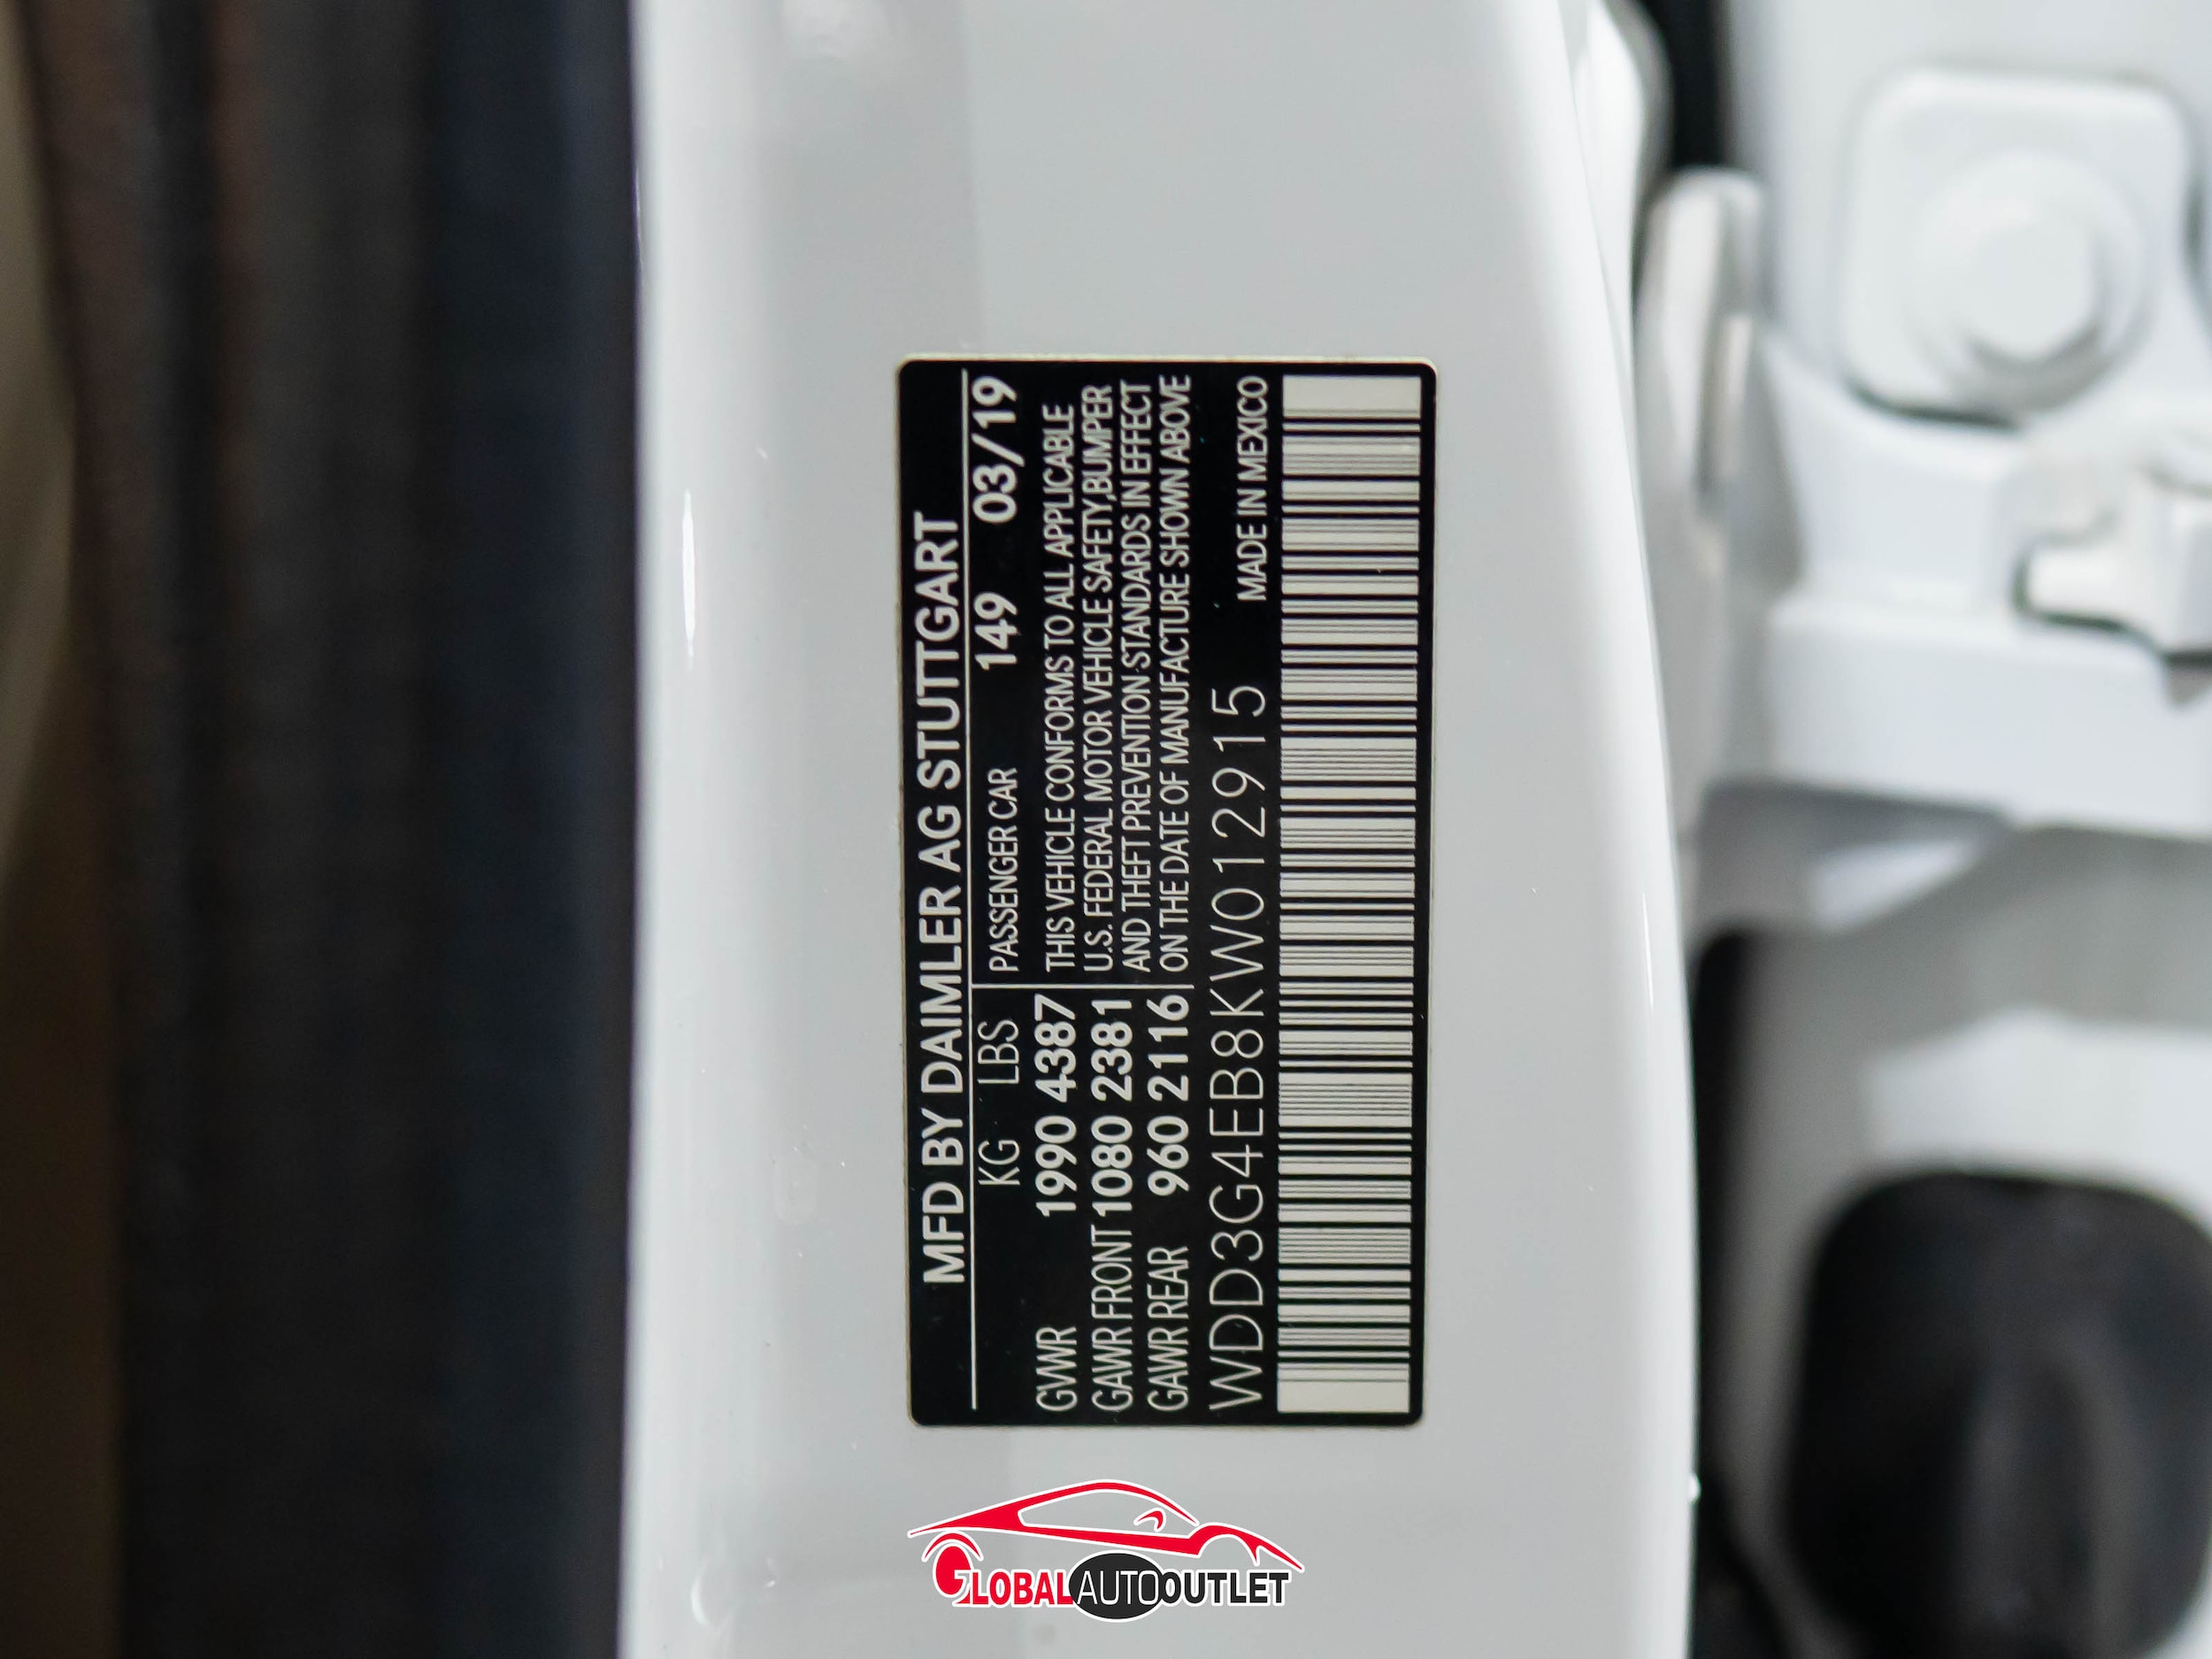 MFD BY DAIMLER AG STUTTGART
KG LBS PASSENGER CAR 149 03/19
GVWR 1990 4387
GAWR FRONT 1080 2381
GAWR REAR 960 2116
THIS VEHICLE CONFORMS TO ALL APPLICABLE
U.S. FEDERAL MOTOR VEHICLE SAFETY,BUMPER
AND THEFT PREVENTION STANDARDS IN EFFECT
ON THE DATE OF MANUFACTURE SHOWN ABOVE
WDD3G4EB8KW012915 MADE IN MEXICO
GLOBALAUTOOUTLET